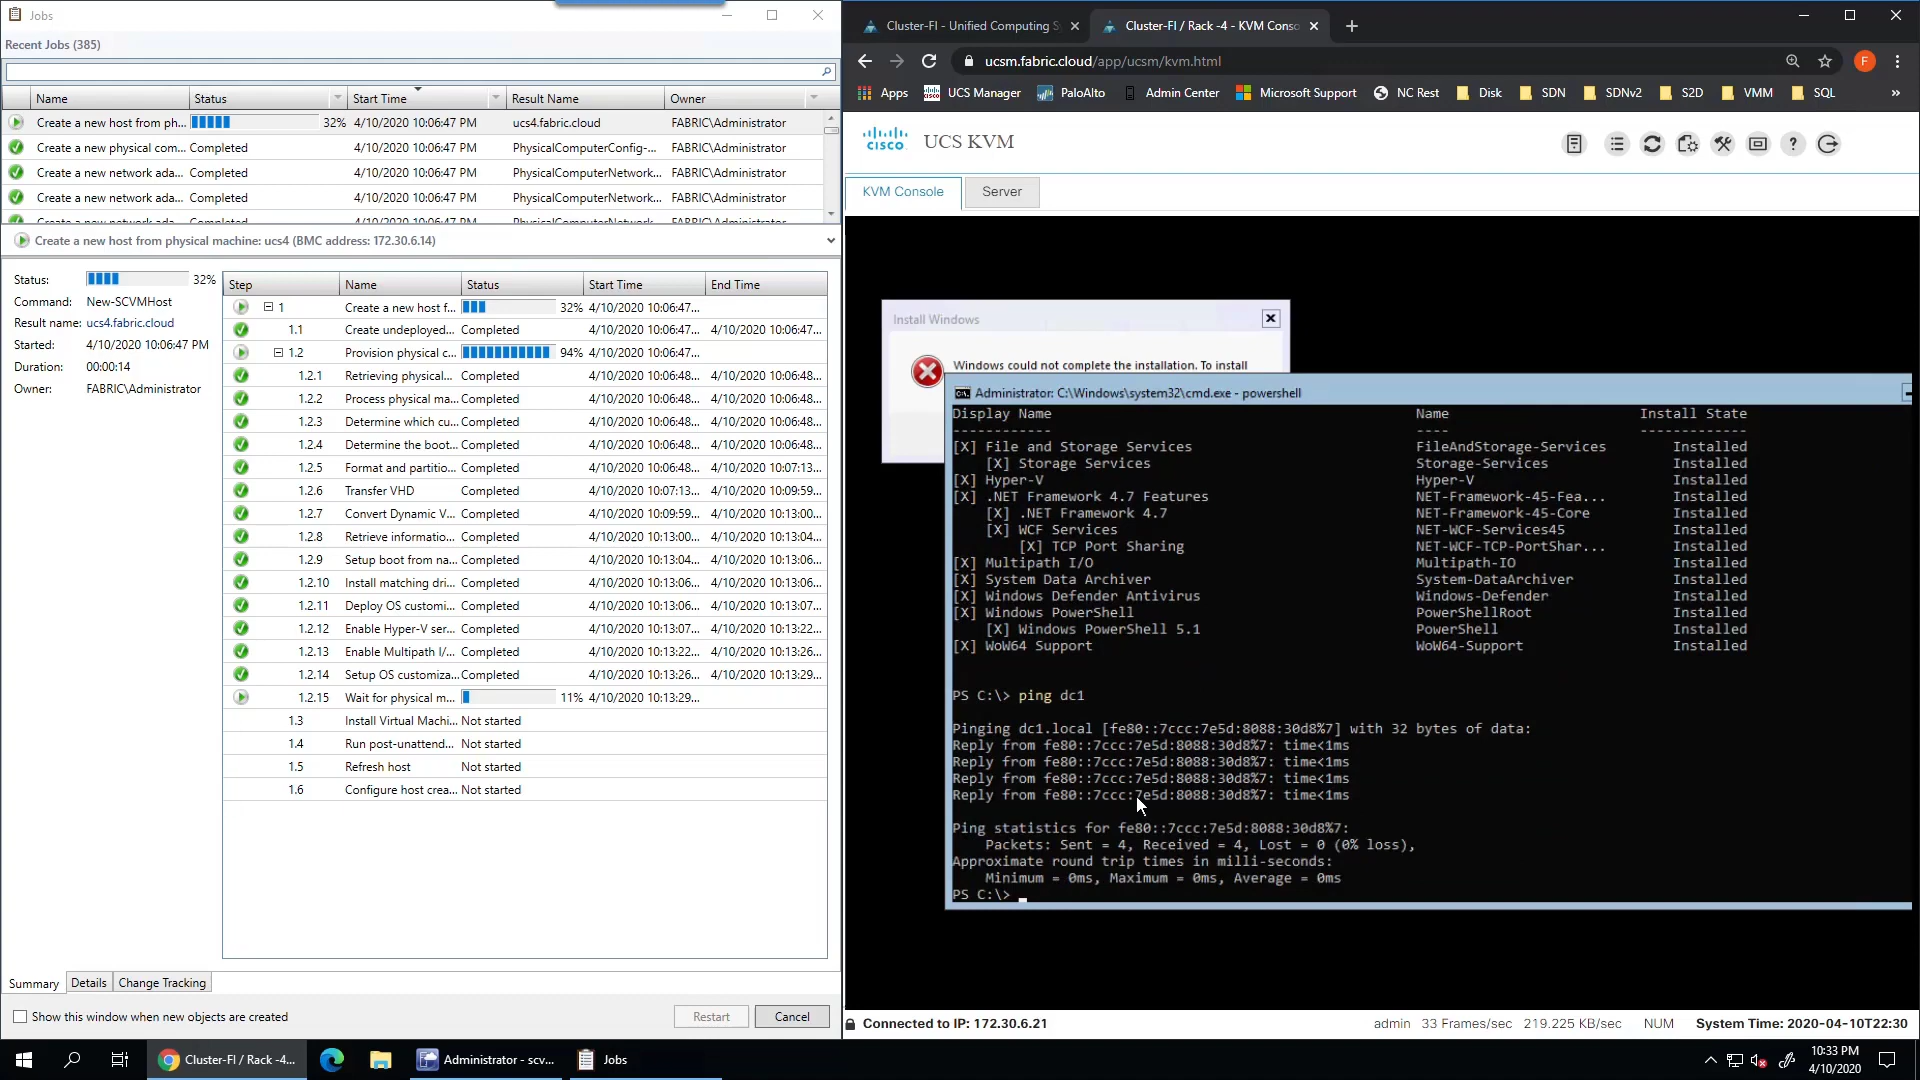 Jobs
Recent Jobs (385)
Name Status Start Time Result Name Owner
Create a new host from ph... 32% 4/10/2020 10:06:47 PM ucs4.fabric.cloud FABRIC\Administrator
Create a new physical com... Completed 4/10/2020 10:06:47 PM PhysicalComputerConfig-... FABRIC\Administrator
Create a new network ada... Completed 4/10/2020 10:06:47 PM PhysicalComputerNetwork... FABRIC\Administrator
Create a new network ada... Completed 4/10/2020 10:06:47 PM PhysicalComputerNetwork... FABRIC\Administrator
Create a new network ada... Completed 4/10/2020 10:06:47 PM PhysicalComputerNetwork... FABRIC\Administrator
Create a new host from physical machine: ucs4 (BMC address: 172.30.6.14)
Status: 32%
Command: New-SCVMHost
Result name: ucs4.fabric.cloud
Started: 4/10/2020 10:06:47 PM
Duration: 00:00:14
Owner: FABRIC\Administrator
Step Name Status Start Time End Time
1 Create a new host f... 32% 4/10/2020 10:06:47...
1.1 Create undeployed... Completed 4/10/2020 10:06:47... 4/10/2020 10:06:47...
1.2 Provision physical c... 94% 4/10/2020 10:06:47...
1.2.1 Retrieving physical... Completed 4/10/2020 10:06:48... 4/10/2020 10:06:48...
1.2.2 Process physical ma... Completed 4/10/2020 10:06:48... 4/10/2020 10:06:48...
1.2.3 Determine which cu... Completed 4/10/2020 10:06:48... 4/10/2020 10:06:48...
1.2.4 Determine the boot... Completed 4/10/2020 10:06:48... 4/10/2020 10:06:48...
1.2.5 Format and partitio... Completed 4/10/2020 10:06:48... 4/10/2020 10:07:13...
1.2.6 Transfer VHD Completed 4/10/2020 10:07:13... 4/10/2020 10:09:59...
1.2.7 Convert Dynamic V... Completed 4/10/2020 10:09:59... 4/10/2020 10:13:00...
1.2.8 Retrieve informatio... Completed 4/10/2020 10:13:00... 4/10/2020 10:13:04...
1.2.9 Setup boot from na... Completed 4/10/2020 10:13:04... 4/10/2020 10:13:06...
1.2.10 Install matching dri... Completed 4/10/2020 10:13:06... 4/10/2020 10:13:06...
1.2.11 Deploy OS customi... Completed 4/10/2020 10:13:06... 4/10/2020 10:13:07...
1.2.12 Enable Hyper-V ser... Completed 4/10/2020 10:13:07... 4/10/2020 10:13:22...
1.2.13 Enable Multipath I/... Completed 4/10/2020 10:13:22... 4/10/2020 10:13:26...
1.2.14 Setup OS customiza... Completed 4/10/2020 10:13:26... 4/10/2020 10:13:29...
1.2.15 Wait for physical m... 11% 4/10/2020 10:13:29...
1.3 Install Virtual Machi... Not started
1.4 Run post-unattend... Not started
1.5 Refresh host Not started
1.6 Configure host crea... Not started
Summary Details Change Tracking
Show this window when new objects are created
Restart Cancel
Cluster-FI - Unified Computing S
Cluster-FI / Rack -4 - KVM Conso
ucsm.fabric.cloud/app/ucsm/kvm.html
F
Apps UCS Manager PaloAlto Admin Center Microsoft Support NC Rest Disk SDN SDNv2 S2D VMM SQL »
cisco UCS KVM
KVM Console Server
Install Windows
Windows could not complete the installation. To install
Administrator: C:\Windows\system32\cmd.exe - powershell
Display Name Name Install State
------------ ---- -------------
[X] File and Storage Services FileAndStorage-Services Installed
[X] Storage Services Storage-Services Installed
[X] Hyper-V Hyper-V Installed
[X] .NET Framework 4.7 Features NET-Framework-45-Fea... Installed
[X] .NET Framework 4.7 NET-Framework-45-Core Installed
[X] WCF Services NET-WCF-Services45 Installed
[X] TCP Port Sharing NET-WCF-TCP-PortShar... Installed
[X] Multipath I/O Multipath-IO Installed
[X] System Data Archiver System-DataArchiver Installed
[X] Windows Defender Antivirus Windows-Defender Installed
[X] Windows PowerShell PowerShellRoot Installed
[X] Windows PowerShell 5.1 PowerShell Installed
[X] WoW64 Support WoW64-Support Installed
PS C:\> ping dc1
Pinging dc1.local [fe80::7ccc:7e5d:8088:30d8%7] with 32 bytes of data:
Reply from fe80::7ccc:7e5d:8088:30d8%7: time<1ms
Reply from fe80::7ccc:7e5d:8088:30d8%7: time<1ms
Reply from fe80::7ccc:7e5d:8088:30d8%7: time<1ms
Reply from fe80::7ccc:7e5d:8088:30d8%7: time<1ms
Ping statistics for fe80::7ccc:7e5d:8088:30d8%7:
Packets: Sent = 4, Received = 4, Lost = 0 (0% loss),
Approximate round trip times in milli-seconds:
Minimum = 0ms, Maximum = 0ms, Average = 0ms
PS C:\>
Connected to IP: 172.30.6.21 admin 33 Frames/sec 219.225 KB/sec NUM System Time: 2020-04-10T22:30
Cluster-FI / Rack -4... Administrator - scv... Jobs
10:33 PM
4/10/2020